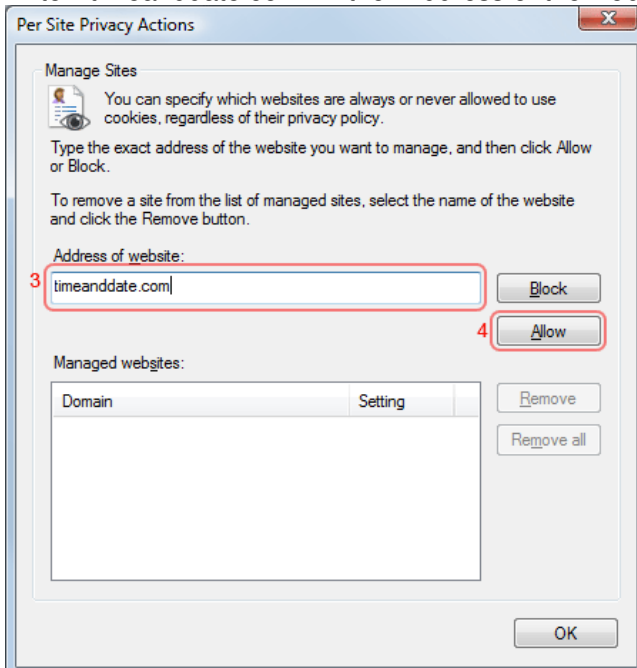 Per Site Privacy Actions
Manage Sites
You can specify which websites are always or never allowed to use
cookies, regardless of their privacy policy.
Type the exact address of the website you want to manage, and then click Allow
or Block.
To remove a site from the list of managed sites, select the name of the website
and click the Remove button.
Address of website:
3 timeanddate.com
Block
4 Allow
Managed websites:
Domain Setting
Remove
Remove all
OK